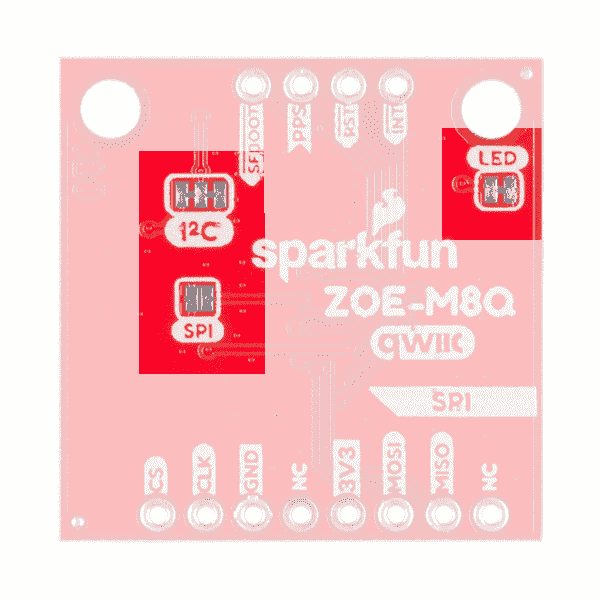 SFBOOT
PPS
RST
INT
LED
I²C
sparkfun
ZOE-M8Q
qwiic
SPI
SPI
CS
CLK
GND
NC
3V3
MOSI
MISO
NC